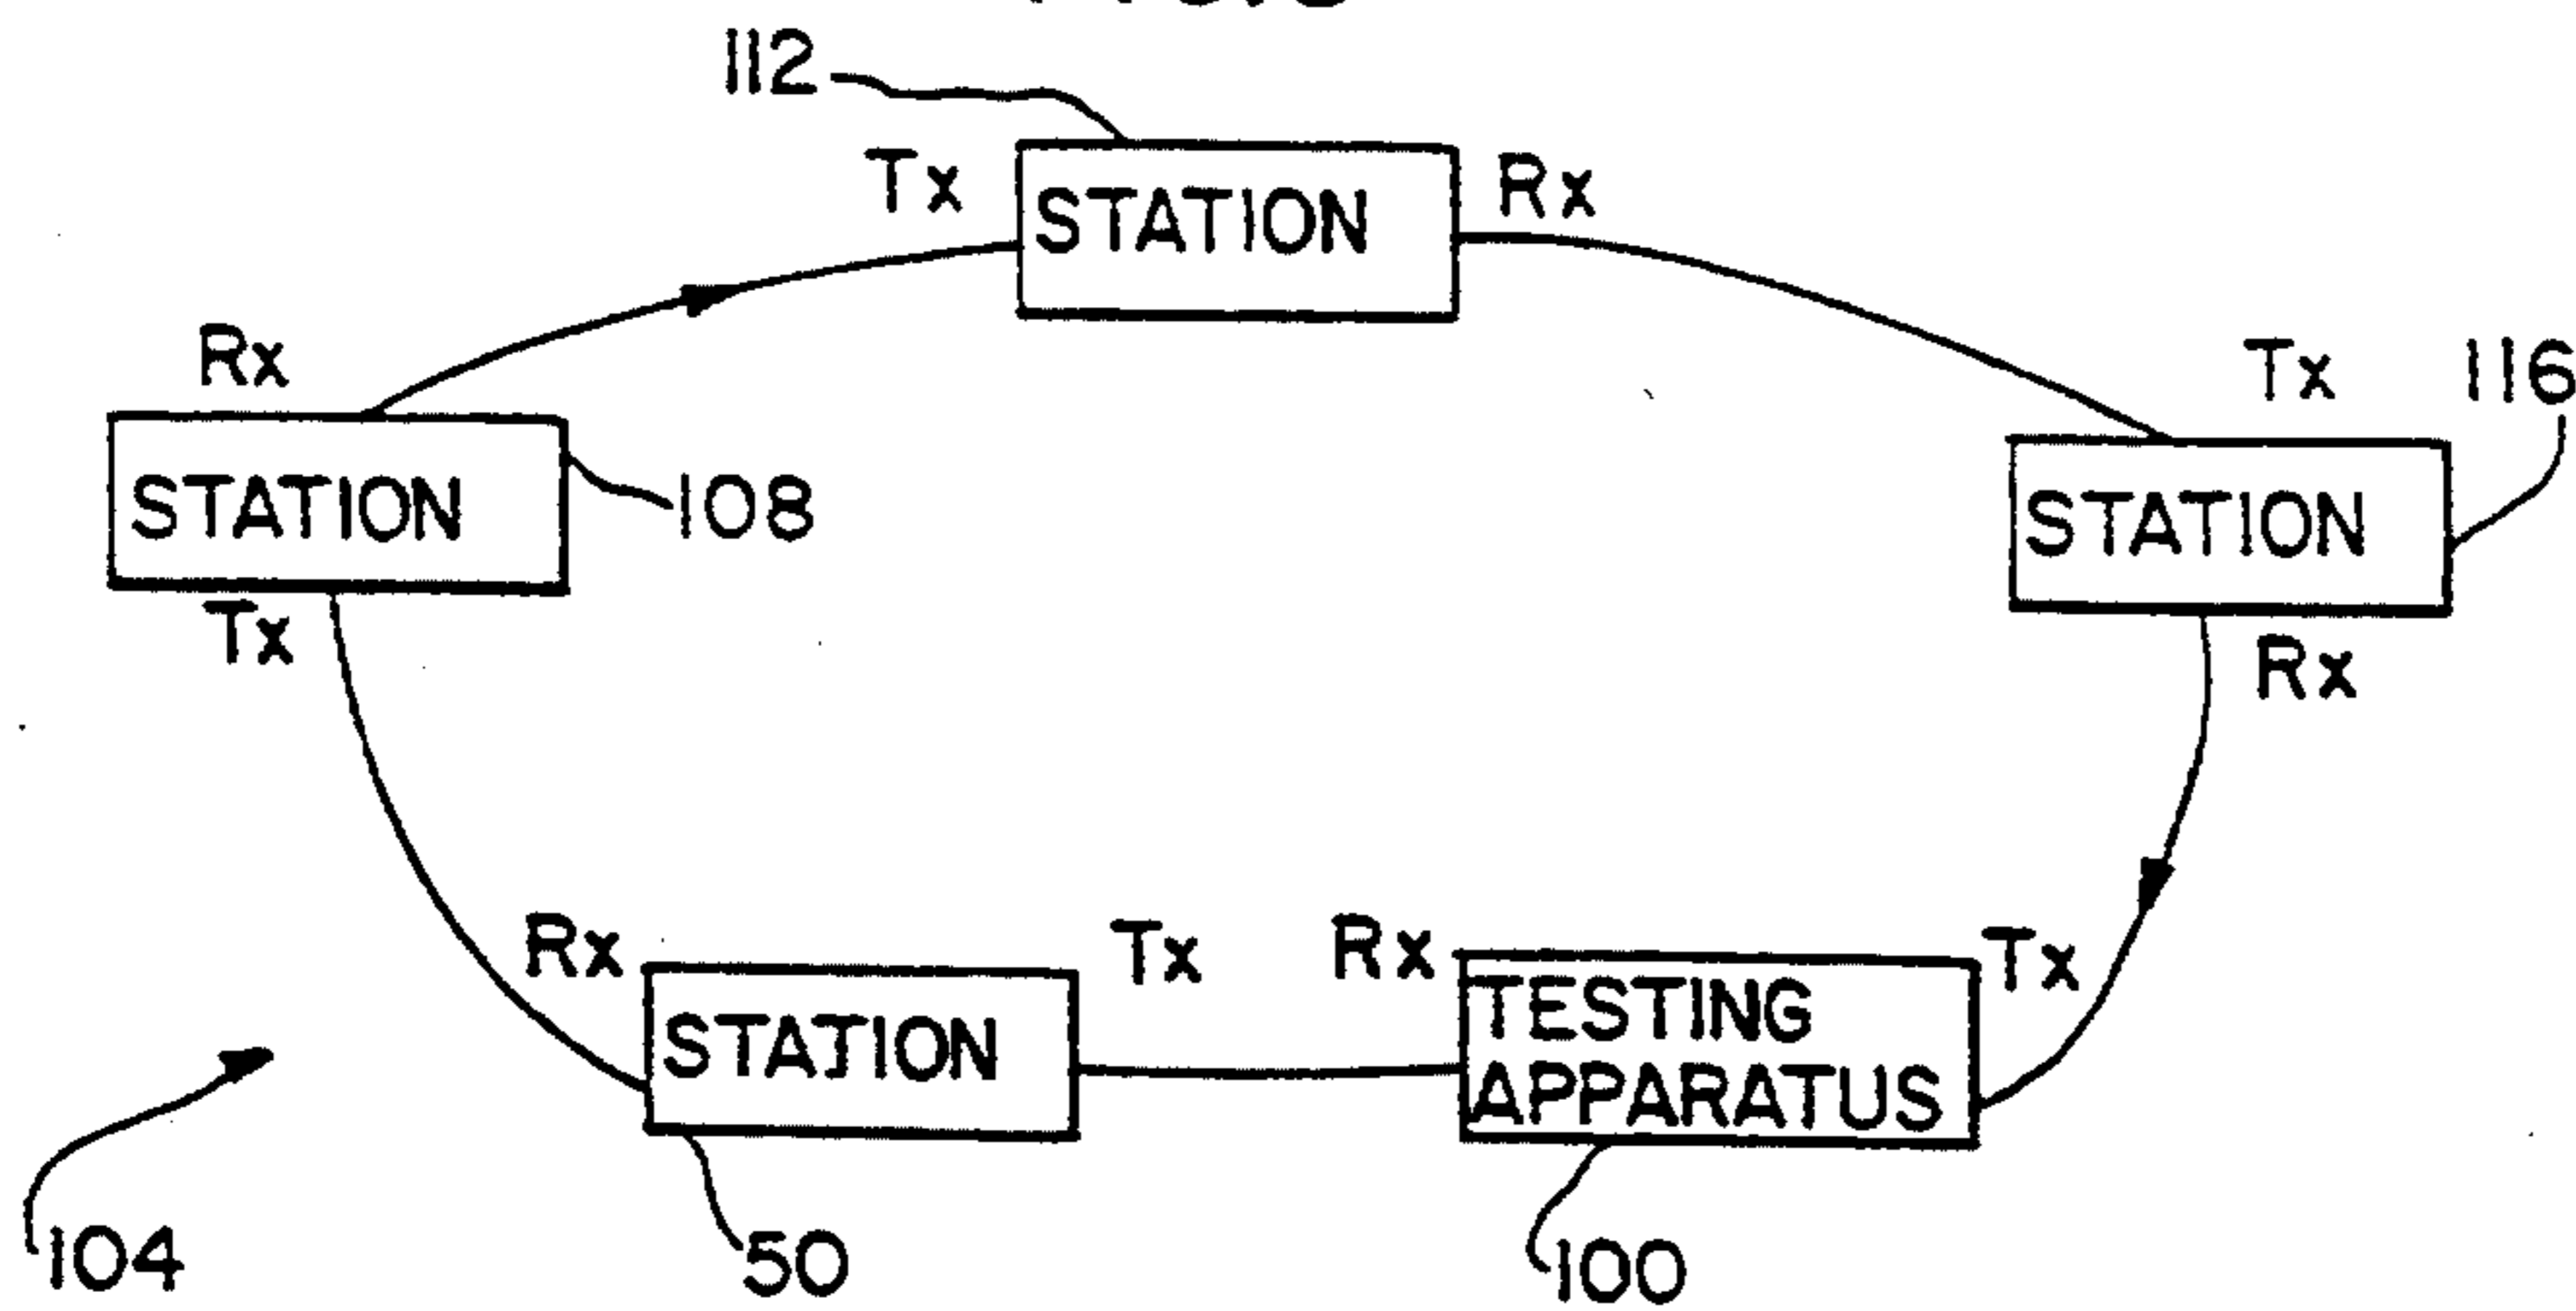 112
Tx
STATION
Rx
Rx
Tx
116
STATION
108
STATION
Tx
Rx
Rx
Tx
Rx
Tx
STATION
TESTING
APPARATUS
104
50
100